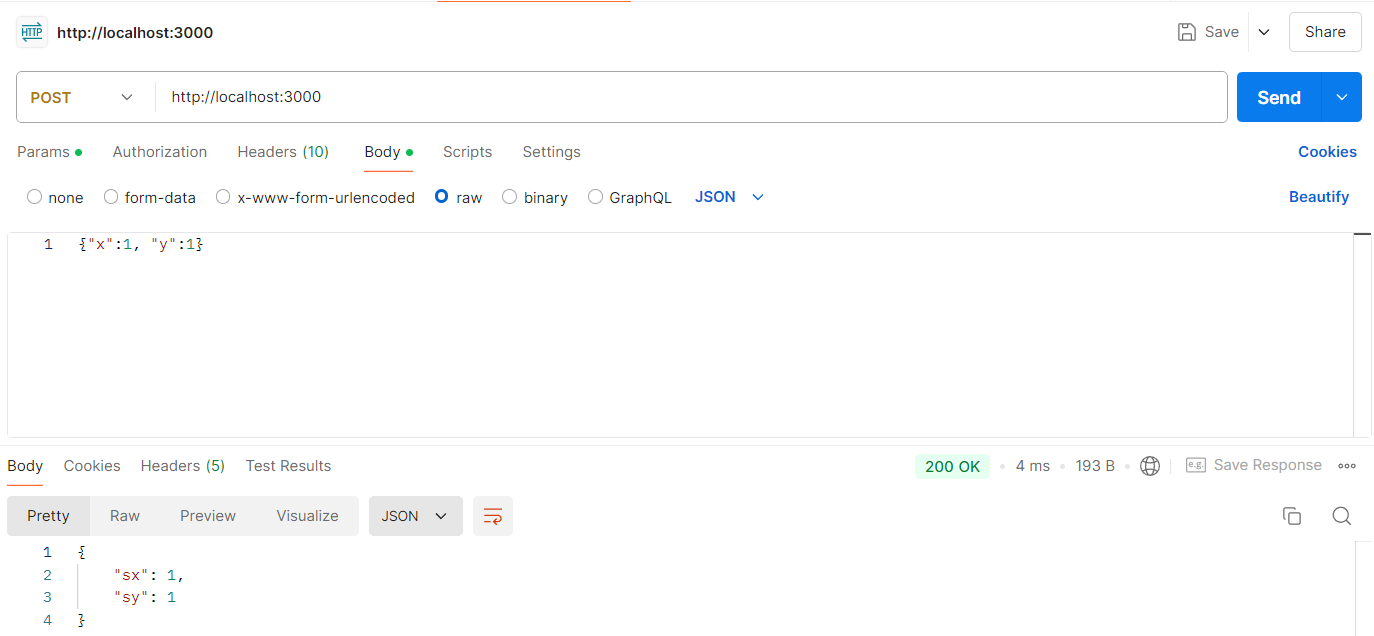 HTTP http://localhost:3000 Save Share
POST http://localhost:3000 Send
Params Authorization Headers (10) Body Scripts Settings Cookies
none form-data x-www-form-urlencoded raw binary GraphQL JSON Beautify
1 {"x":1, "y":1}
Body Cookies Headers (5) Test Results 200 OK 4 ms 193 B e.g. Save Response
Pretty Raw Preview Visualize JSON
1 {
2 "sx": 1,
3 "sy": 1
4 }